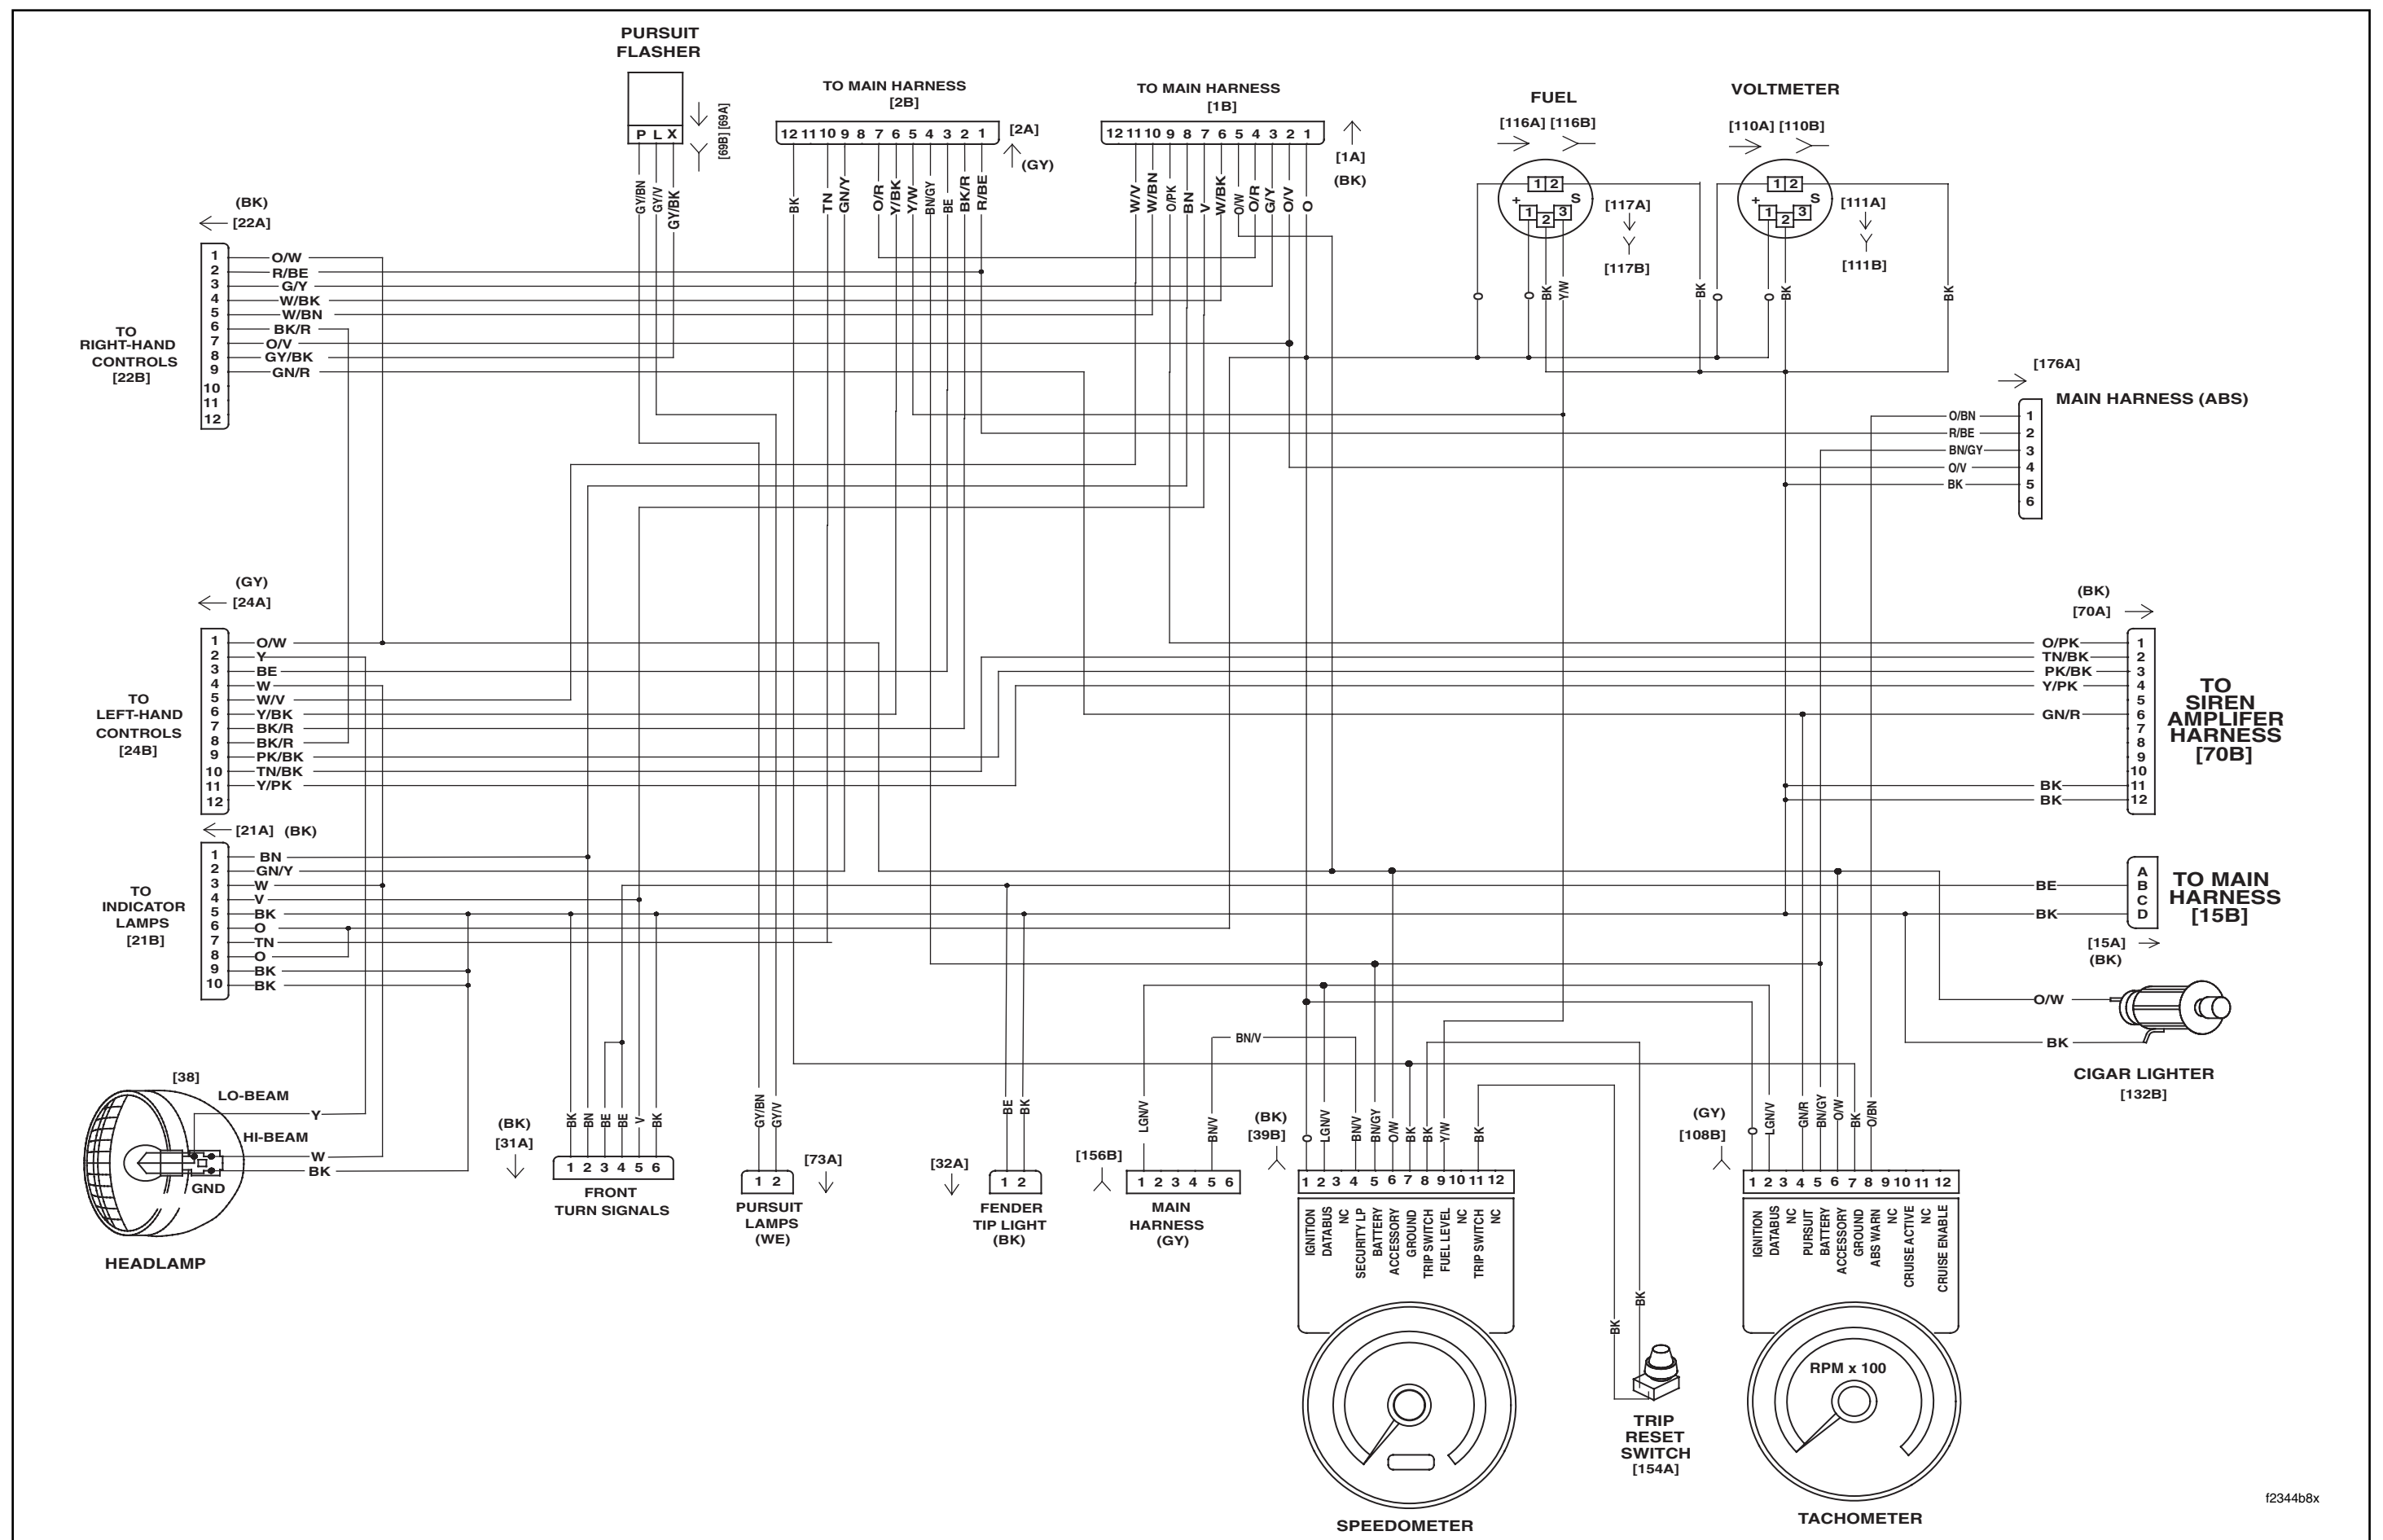 PURSUIT
FLASHER
P L X
[69B] [69A]
GY/BN
GY/V
GY/BK
TO MAIN HARNESS
[2B]
12 11 10 9 8 7 6 5 4 3 2 1
[2A]
(GY)
BK
TN
GN/Y
O/R
Y/BK
Y/W
BN/GY
BE
BK/R
R/BE
TO MAIN HARNESS
[1B]
12 11 10 9 8 7 6 5 4 3 2 1
[1A]
(BK)
W/V
W/BN
O/PK
BN
V
W/BK
O/W
O/R
G/Y
O/V
O
FUEL
[116A] [116B]
1 2
+ S
1 2 3
[117A]
[117B]
O
O
BK
Y/W
BK
VOLTMETER
[110A] [110B]
1 2
+ S
1 2 3
[111A]
[111B]
O
O
BK
BK
(BK)
[22A]
TO
RIGHT-HAND
CONTROLS
[22B]
1 O/W
2 R/BE
3 G/Y
4 W/BK
5 W/BN
6 BK/R
7 O/V
8 GY/BK
9 GN/R
10
11
12
[176A]
MAIN HARNESS (ABS)
O/BN 1
R/BE 2
BN/GY 3
O/V 4
BK 5
6
(GY)
[24A]
TO
LEFT-HAND
CONTROLS
[24B]
1 O/W
2 Y
3 BE
4 W
5 W/V
6 Y/BK
7 BK/R
8 BK/R
9 PK/BK
10 TN/BK
11 Y/PK
12
(BK)
[70A]
O/PK 1
TN/BK 2
PK/BK 3
Y/PK 4
5
GN/R 6
7
8
9
10
BK 11
BK 12
TO
SIREN
AMPLIFER
HARNESS
[70B]
[21A] (BK)
TO
INDICATOR
LAMPS
[21B]
1 BN
2 GN/Y
3 W
4 V
5 BK
6 O
7 TN
8 O
9 BK
10 BK
A
BE B
C
BK D
TO MAIN
HARNESS
[15B]
[15A]
(BK)
O/W
BK
CIGAR LIGHTER
[132B]
[38]
LO-BEAM
Y
HI-BEAM
W
BK
GND
HEADLAMP
(BK)
[31A]
BK
BN
BE
BE
V
BK
1 2 3 4 5 6
FRONT
TURN SIGNALS
GY/BN
GY/V
1 2
[73A]
PURSUIT
LAMPS
(WE)
[32A]
BE
BK
1 2
FENDER
TIP LIGHT
(BK)
BN/V
[156B]
LGN/V
BN/V
1 2 3 4 5 6
MAIN
HARNESS
(GY)
(BK)
[39B]
O
LGN/V
BN/V
BN/GY
O/W
BK
BK
Y/W
BK
1 2 3 4 5 6 7 8 9 10 11 12
IGNITION
DATABUS
NC
SECURITY LP
BATTERY
ACCESSORY
GROUND
TRIP SWITCH
FUEL LEVEL
NC
TRIP SWITCH
NC
SPEEDOMETER
BK
BK
TRIP
RESET
SWITCH
[154A]
(GY)
[108B]
O
LGN/V
GN/R
BN/GY
O/W
BK
O/BN
1 2 3 4 5 6 7 8 9 10 11 12
IGNITION
DATABUS
NC
PURSUIT
BATTERY
ACCESSORY
GROUND
ABS WARN
NC
CRUISE ACTIVE
NC
CRUISE ENABLE
RPM x 100
TACHOMETER
f2344b8x